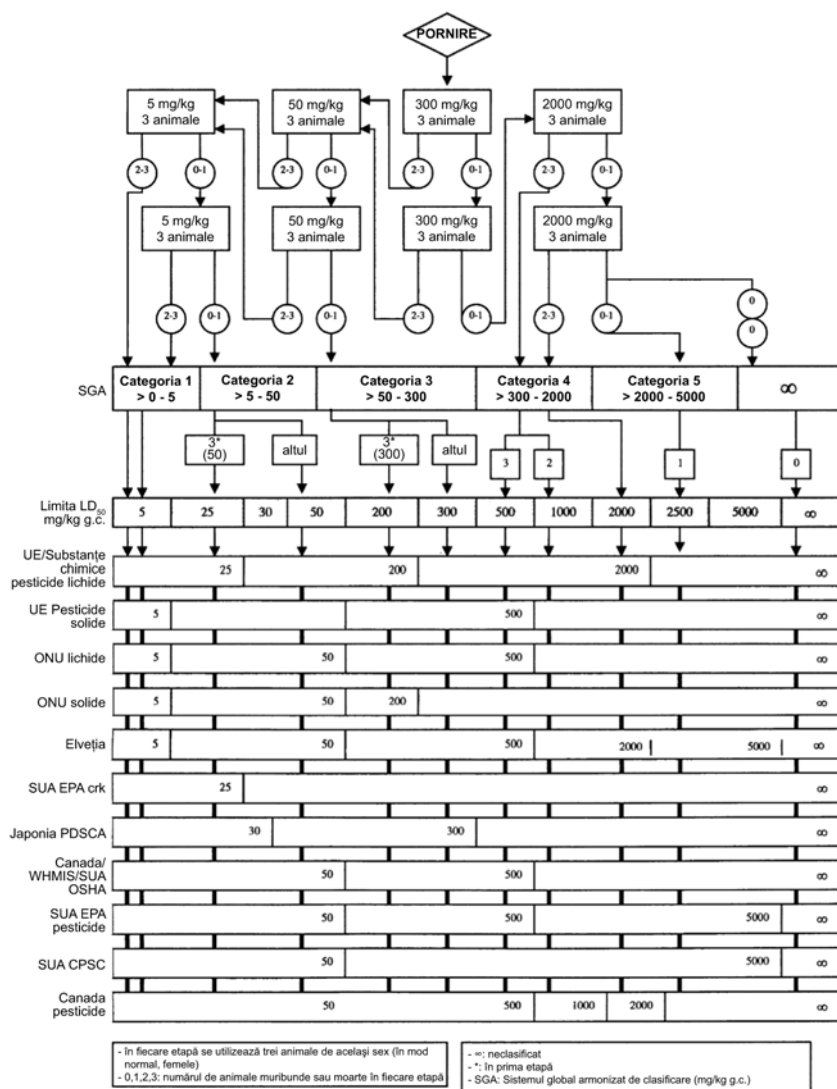 PORNIRE
5 mg/kg
3 animale
50 mg/kg
3 animale
300 mg/kg
3 animale
2000 mg/kg
3 animale
2-3
0-1
2-3
0-1
2-3
0-1
2-3
0-1
5 mg/kg
3 animale
50 mg/kg
3 animale
300 mg/kg
3 animale
2000 mg/kg
3 animale
2-3
0-1
2-3
0-1
2-3
0-1
2-3
0-1
0
0
SGA
Categoria 1
> 0 - 5
Categoria 2
> 5 - 50
Categoria 3
> 50 - 300
Categoria 4
> 300 - 2000
Categoria 5
> 2000 - 5000
∞
3*
(50)
altul
3*
(300)
altul
3
2
1
0
Limita LD50
mg/kg g.c.
5 25 30 50 200 300 500 1000 2000 2500 5000 ∞
UE/Substanțe
chimice
pesticide lichide
25 200 2000 ∞
UE Pesticide
solide
5 500 ∞
ONU lichide
5 50 500 ∞
ONU solide
5 50 200 ∞
Elveția
5 50 500 2000 5000 ∞
SUA EPA crk
25 ∞
Japonia PDSCA
30 300 ∞
Canada/
WHMIS/SUA
OSHA
50 500 ∞
SUA EPA
pesticide
50 500 5000 ∞
SUA CPSC
50 5000 ∞
Canada
pesticide
50 500 1000 2000 ∞
- în fiecare etapă se utilizează trei animale de același sex (în mod
normal, femele)
- 0,1,2,3: numărul de animale muribunde sau moarte în fiecare etapă
- ∞: neclasificat
- *: în prima etapă
- SGA: Sistemul global armonizat de clasificare (mg/kg g.c.)